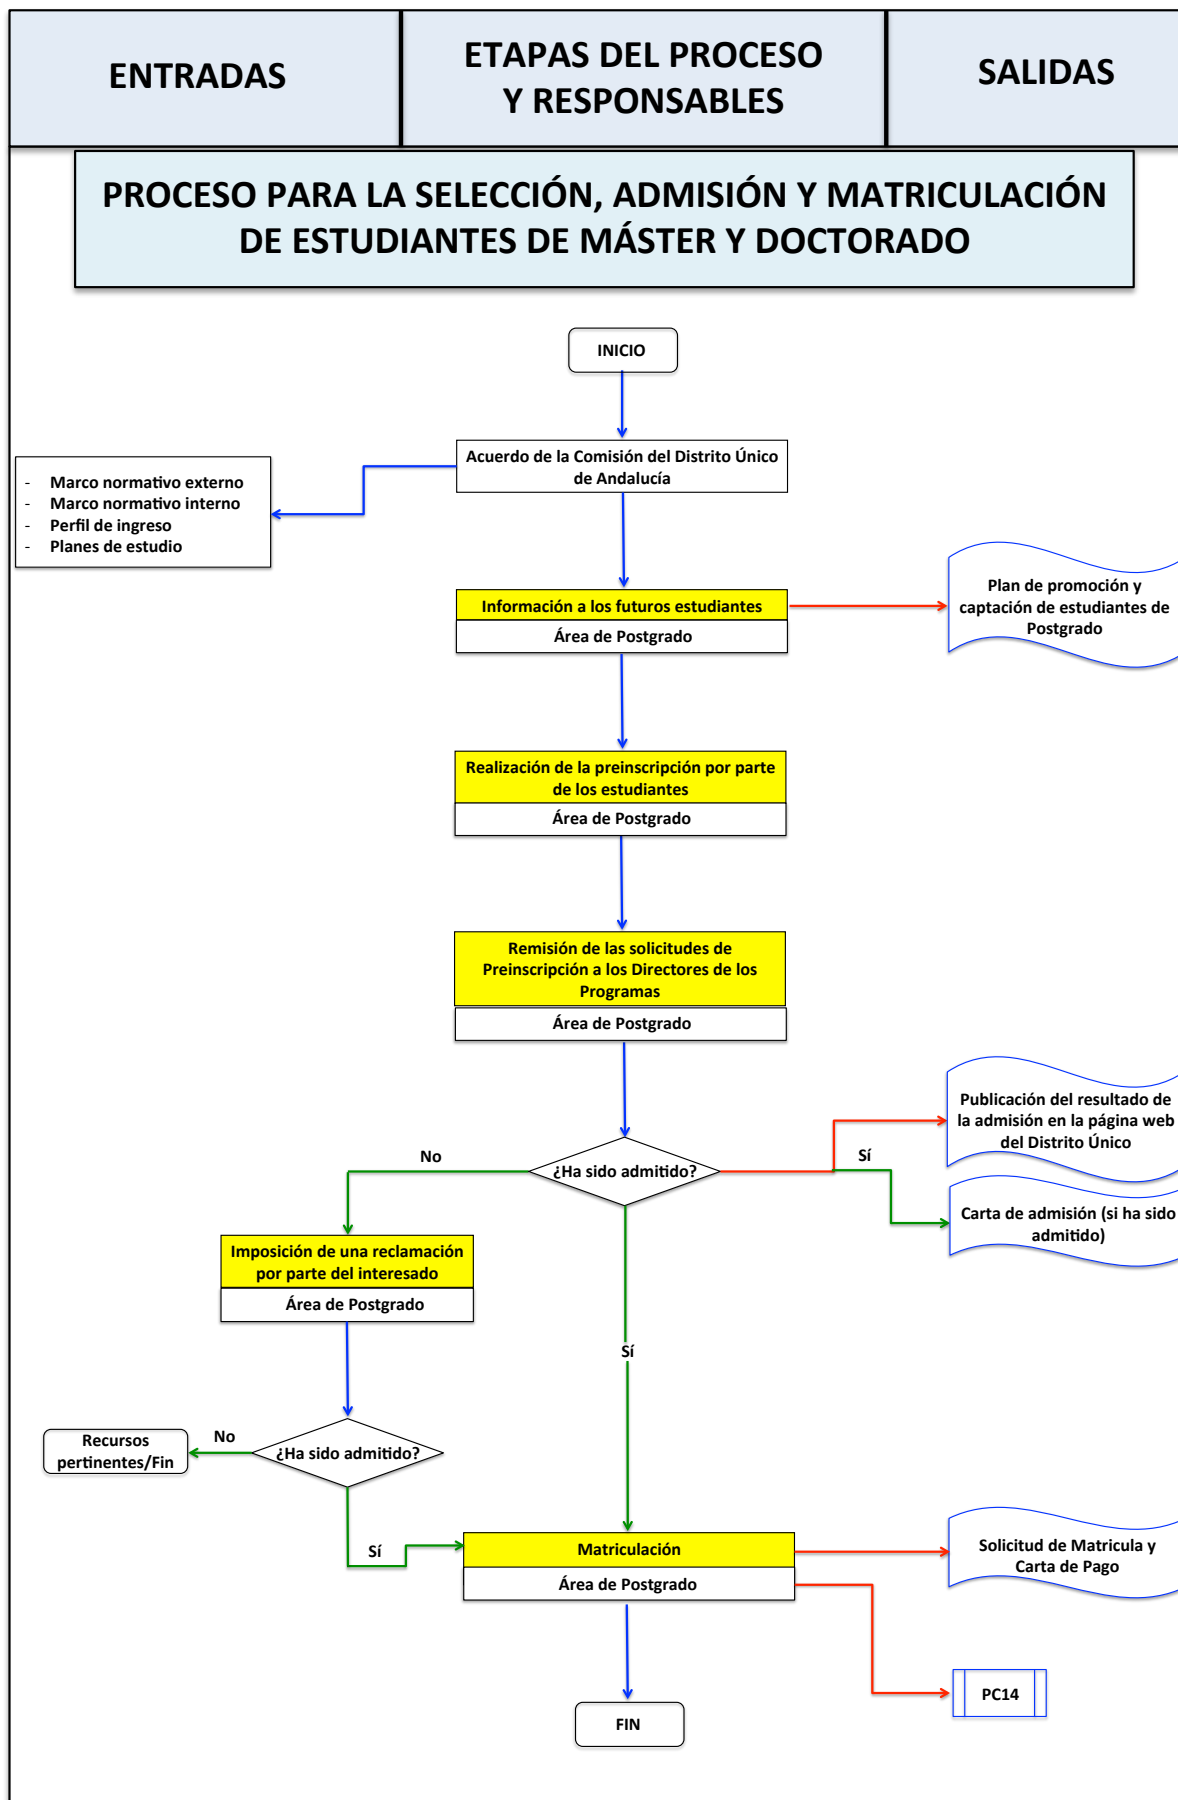 ENTRADAS
ETAPAS DEL PROCESO
Y RESPONSABLES
SALIDAS
PROCESO PARA LA SELECCIÓN, ADMISIÓN Y MATRICULACIÓN
DE ESTUDIANTES DE MÁSTER Y DOCTORADO
INICIO
Acuerdo de la Comisión del Distrito Único
de Andalucía
- Marco normativo externo
- Marco normativo interno
- Perfil de ingreso
- Planes de estudio
Información a los futuros estudiantes
Área de Postgrado
Plan de promoción y
captación de estudiantes de
Postgrado
Realización de la preinscripción por parte
de los estudiantes
Área de Postgrado
Remisión de las solicitudes de
Preinscripción a los Directores de los
Programas
Área de Postgrado
Publicación del resultado de
la admisión en la página web
del Distrito Único
¿Ha sido admitido?
No
Sí
Carta de admisión (si ha sido
admitido)
Imposición de una reclamación
por parte del interesado
Área de Postgrado
Sí
¿Ha sido admitido?
No
Recursos
pertinentes/Fin
Sí
Matriculación
Área de Postgrado
Solicitud de Matricula y
Carta de Pago
PC14
FIN